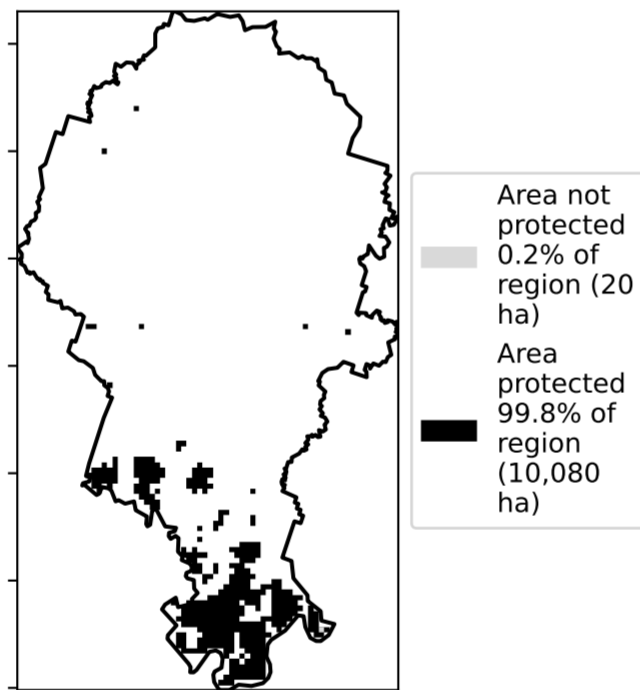 Area not
protected
0.2% of
region (20
ha)
Area
protected
99.8% of
region
(10,080
ha)